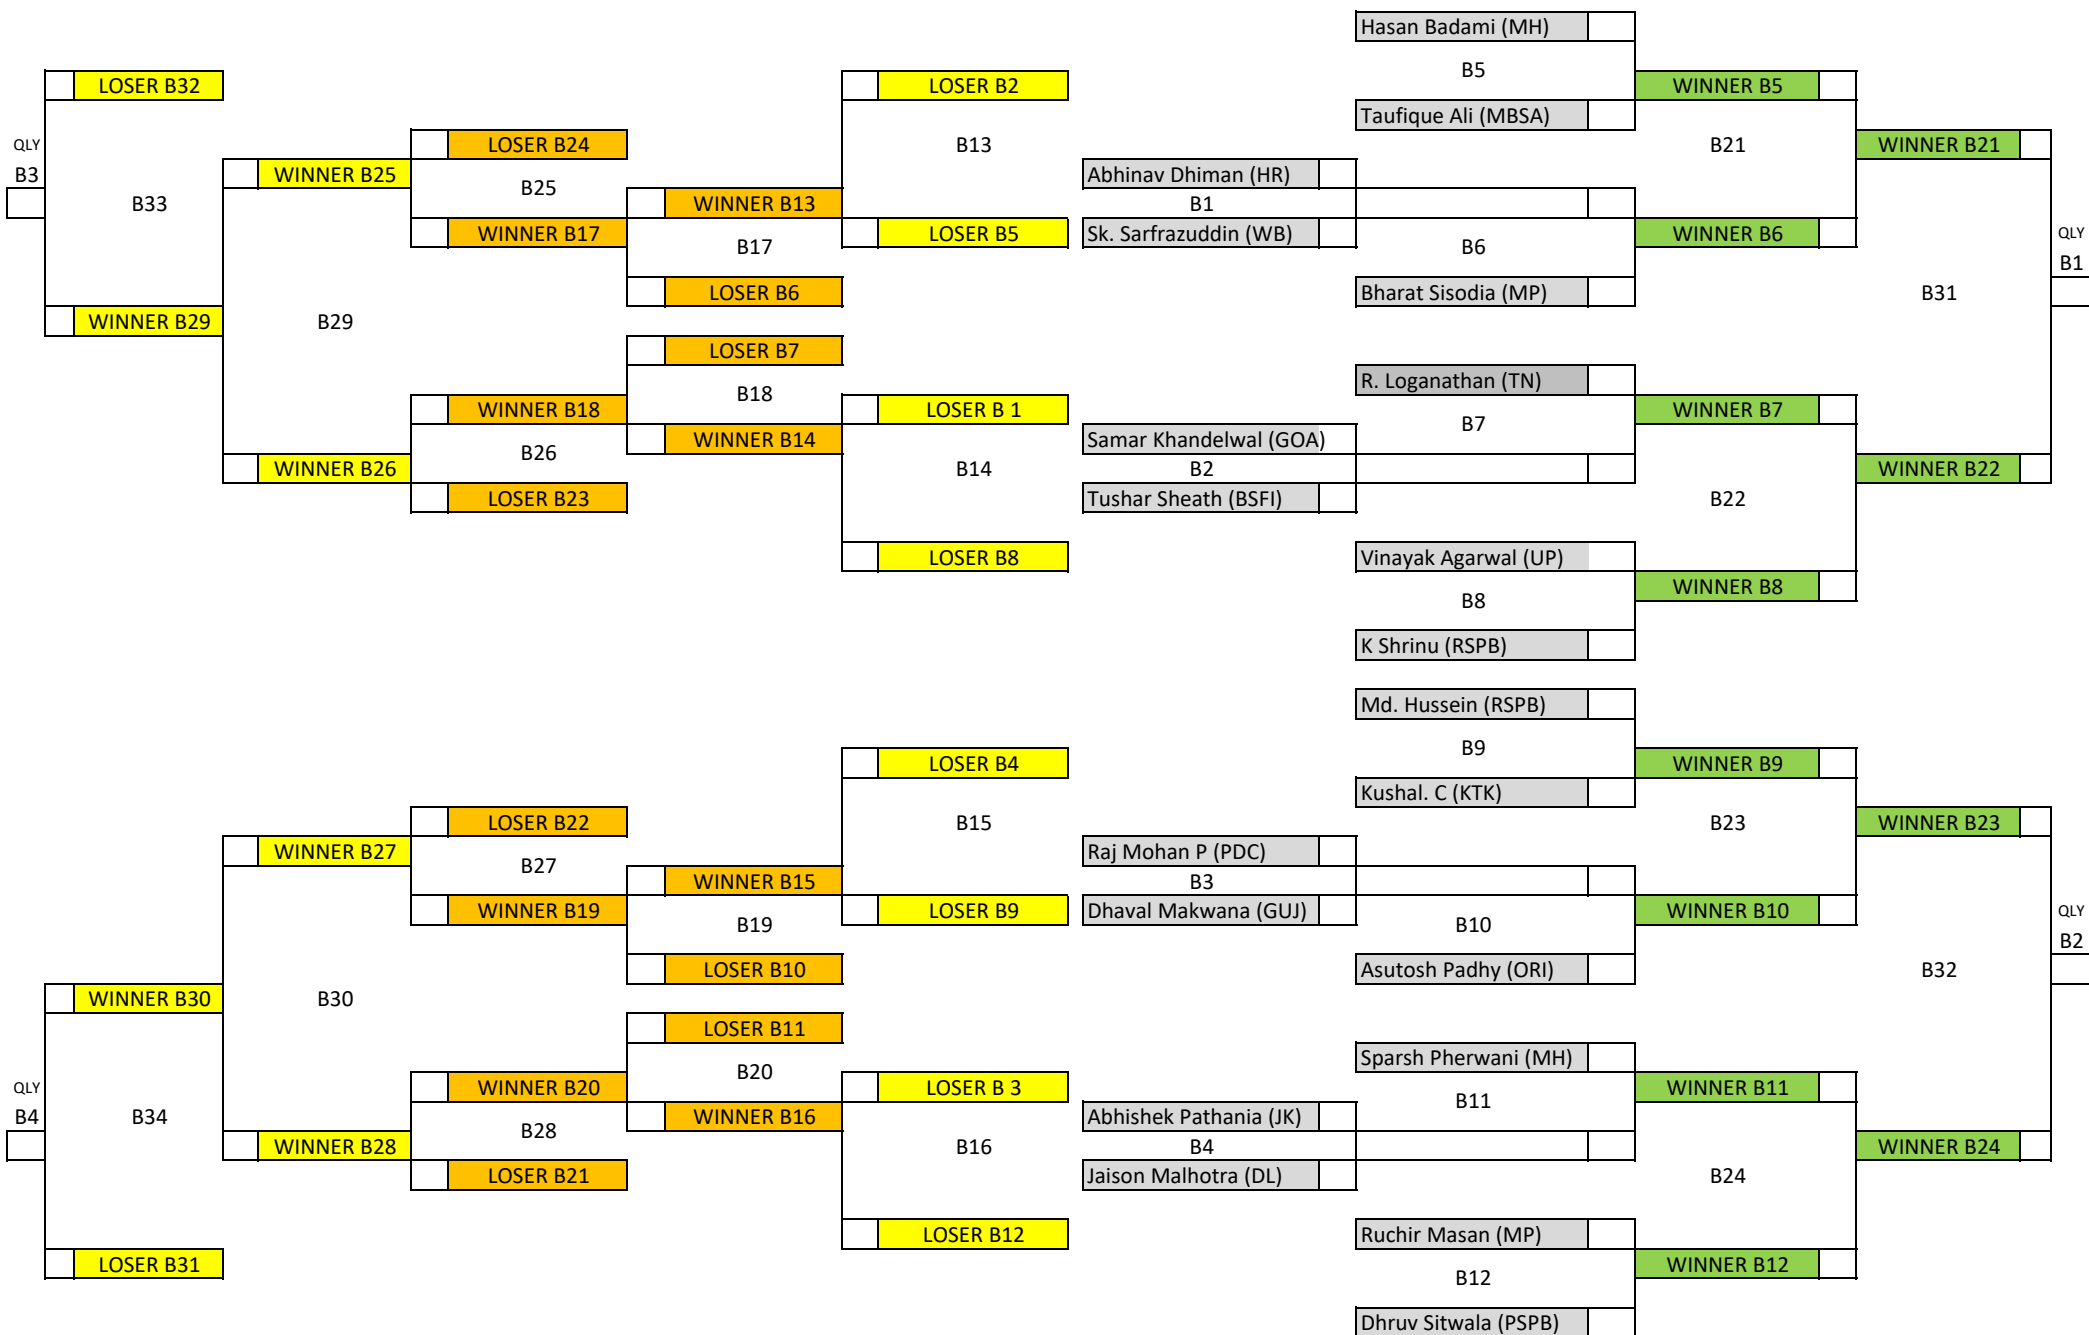 Hasan Badami (MH)
B5
LOSER B32
LOSER B2
WINNER B5
Taufique Ali (MBSA)
QLY
LOSER B24
B13
B21
WINNER B21
B3
WINNER B25
B25
Abhinav Dhiman (HR)
B33
WINNER B13
B1
WINNER B17
B17
LOSER B5
Sk. Sarfrazuddin (WB)
B6
WINNER B6
QLY
B1
LOSER B6
Bharat Sisodia (MP)
B31
WINNER B29
B29
LOSER B7
B18
R. Loganathan (TN)
WINNER B18
LOSER B 1
B7
WINNER B7
B26
WINNER B14
Samar Khandelwal (GOA)
WINNER B26
B14
B2
WINNER B22
LOSER B23
Tushar Sheath (BSFI)
B22
LOSER B8
Vinayak Agarwal (UP)
WINNER B8
B8
K Shrinu (RSPB)
Md. Hussein (RSPB)
B9
LOSER B4
WINNER B9
Kushal. C (KTK)
LOSER B22
B15
B23
WINNER B23
WINNER B27
B27
Raj Mohan P (PDC)
WINNER B15
B3
WINNER B19
B19
LOSER B9
Dhaval Makwana (GUJ)
B10
WINNER B10
QLY
B2
LOSER B10
Asutosh Padhy (ORI)
B32
WINNER B30
B30
LOSER B11
Sparsh Pherwani (MH)
B20
QLY
WINNER B20
LOSER B 3
WINNER B11
B4
B34
B28
WINNER B16
Abhishek Pathania (JK)
B11
WINNER B28
B16
B4
WINNER B24
LOSER B21
Jaison Malhotra (DL)
B24
LOSER B12
Ruchir Masan (MP)
LOSER B31
WINNER B12
B12
Dhruv Sitwala (PSPB)